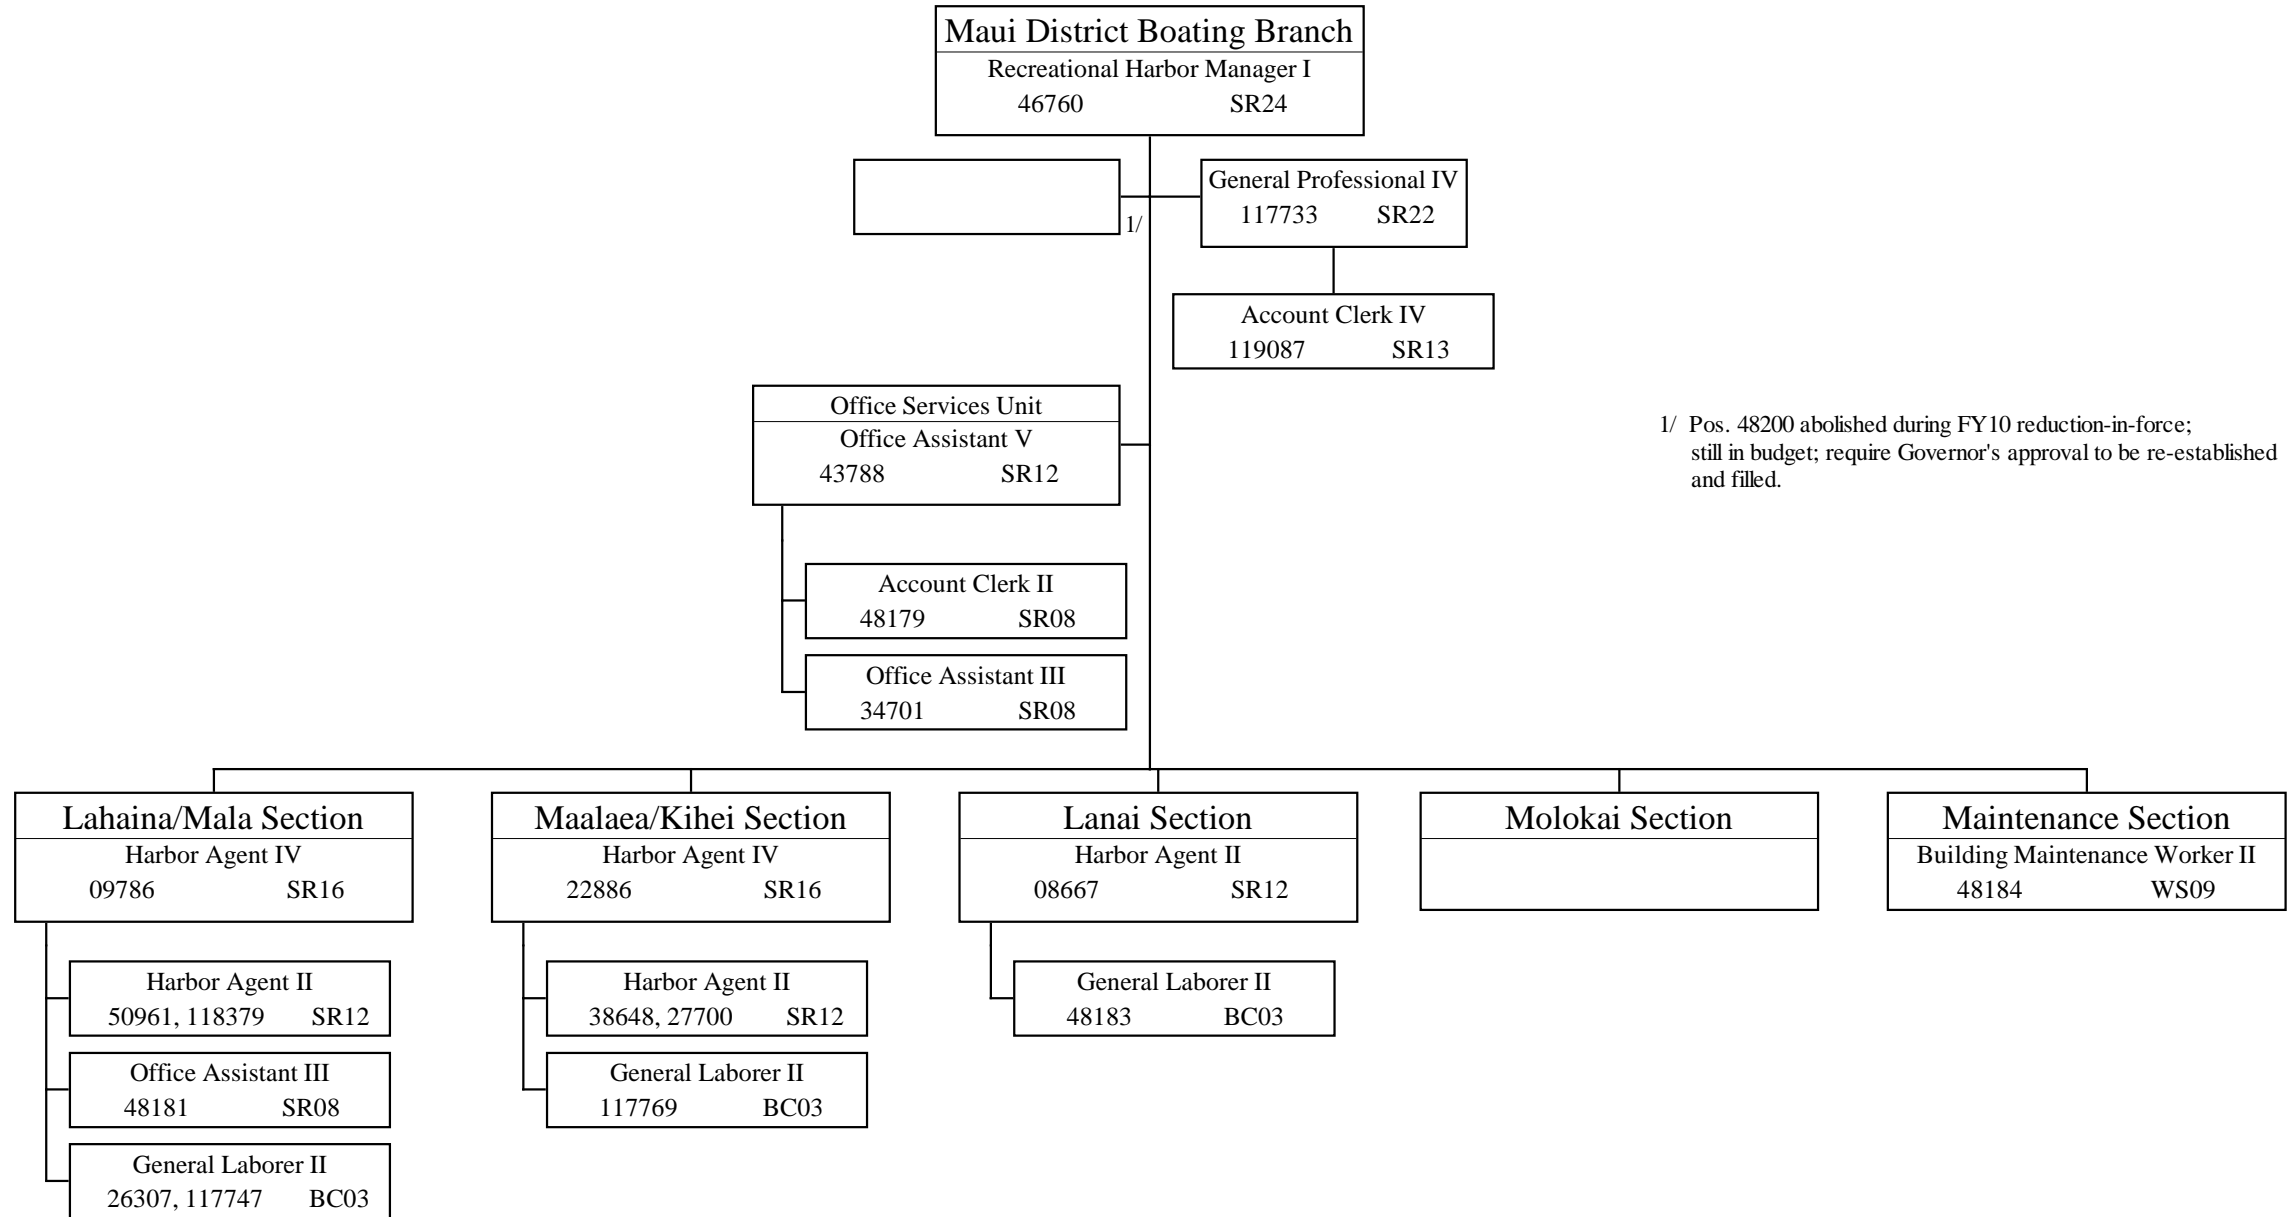 Maui District Boating Branch
Recreational Harbor Manager I
46760 SR24
1/
General Professional IV
117733 SR22
Account Clerk IV
119087 SR13
Office Services Unit
Office Assistant V
43788 SR12
1/ Pos. 48200 abolished during FY10 reduction-in-force;
still in budget; require Governor's approval to be re-established
and filled.
Account Clerk II
48179 SR08
Office Assistant III
34701 SR08
Lahaina/Mala Section
Harbor Agent IV
09786 SR16
Harbor Agent II
50961, 118379 SR12
Office Assistant III
48181 SR08
General Laborer II
26307, 117747 BC03
Maalaea/Kihei Section
Harbor Agent IV
22886 SR16
Harbor Agent II
38648, 27700 SR12
General Laborer II
117769 BC03
Lanai Section
Harbor Agent II
08667 SR12
General Laborer II
48183 BC03
Molokai Section
Maintenance Section
Building Maintenance Worker II
48184 WS09